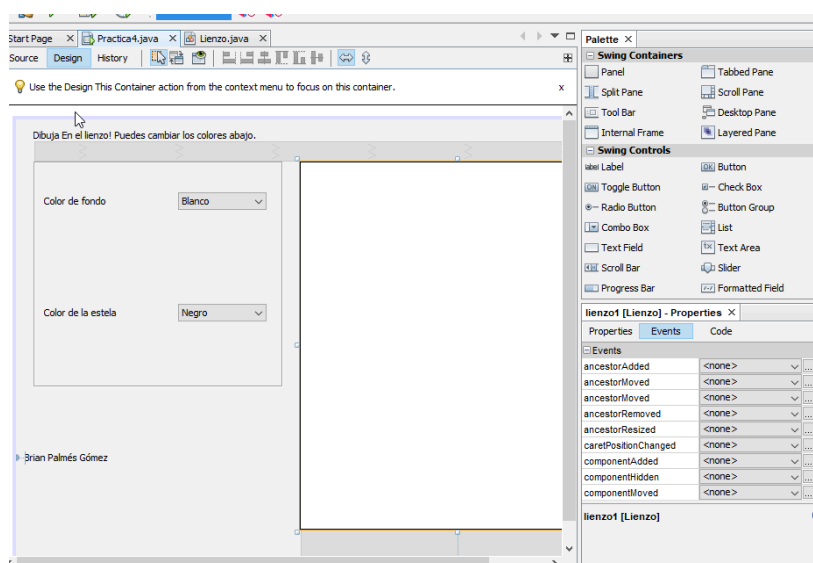 Start Page
Practica4.java
Lienzo.java
Source
Design
History
Use the Design This Container action from the context menu to focus on this container.
x
Dibuja En el lienzo! Puedes cambiar los colores abajo.
Color de fondo
Blanco
Color de la estela
Negro
Brian Palmés Gómez
Palette
Swing Containers
Panel
Tabbed Pane
Split Pane
Scroll Pane
Tool Bar
Desktop Pane
Internal Frame
Layered Pane
Swing Controls
label Label
OK Button
ON Toggle Button
Check Box
Radio Button
Button Group
Combo Box
List
Text Field
Text Area
Scroll Bar
Slider
Progress Bar
Formatted Field
lienzo1 [Lienzo] - Properties
Properties
Events
Code
Events
ancestorAdded <none> ...
ancestorMoved <none> ...
ancestorMoved <none> ...
ancestorRemoved <none> ...
ancestorResized <none> ...
caretPositionChanged <none> ...
componentAdded <none> ...
componentHidden <none> ...
componentMoved <none> ...
lienzo1 [Lienzo]